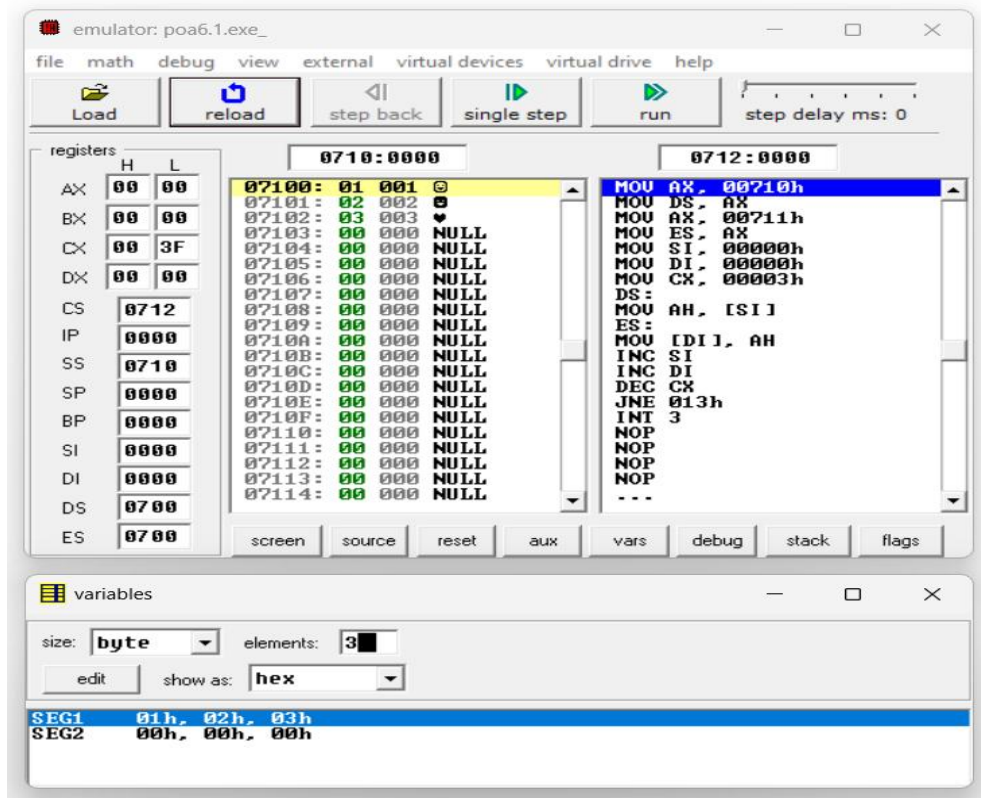 emulator: poa6.1.exe_
file math debug view external virtual devices virtual drive help
Load reload step back single step run step delay ms: 0
registers
H L
0710:0000 0712:0000
AX 00 00
BX 00 00
CX 00 3F
DX 00 00
CS 0712
IP 0000
SS 0710
SP 0000
BP 0000
SI 0000
DI 0000
DS 0700
ES 0700
07100: 01 001 ☺
07101: 02 002 ☻
07102: 03 003 ♥
07103: 00 000 NULL
07104: 00 000 NULL
07105: 00 000 NULL
07106: 00 000 NULL
07107: 00 000 NULL
07108: 00 000 NULL
07109: 00 000 NULL
0710A: 00 000 NULL
0710B: 00 000 NULL
0710C: 00 000 NULL
0710D: 00 000 NULL
0710E: 00 000 NULL
0710F: 00 000 NULL
07110: 00 000 NULL
07111: 00 000 NULL
07112: 00 000 NULL
07113: 00 000 NULL
07114: 00 000 NULL
MOV AX, 00710h
MOV DS, AX
MOV AX, 00711h
MOV ES, AX
MOV SI, 00000h
MOV DI, 00000h
MOV CX, 00003h
DS:
MOV AH, [SI]
ES:
MOV [DI], AH
INC SI
INC DI
DEC CX
JNE 013h
INT 3
NOP
NOP
NOP
NOP
...
screen source reset aux vars debug stack flags
variables
size: byte elements: 3
edit show as: hex
SEG1 01h, 02h, 03h
SEG2 00h, 00h, 00h